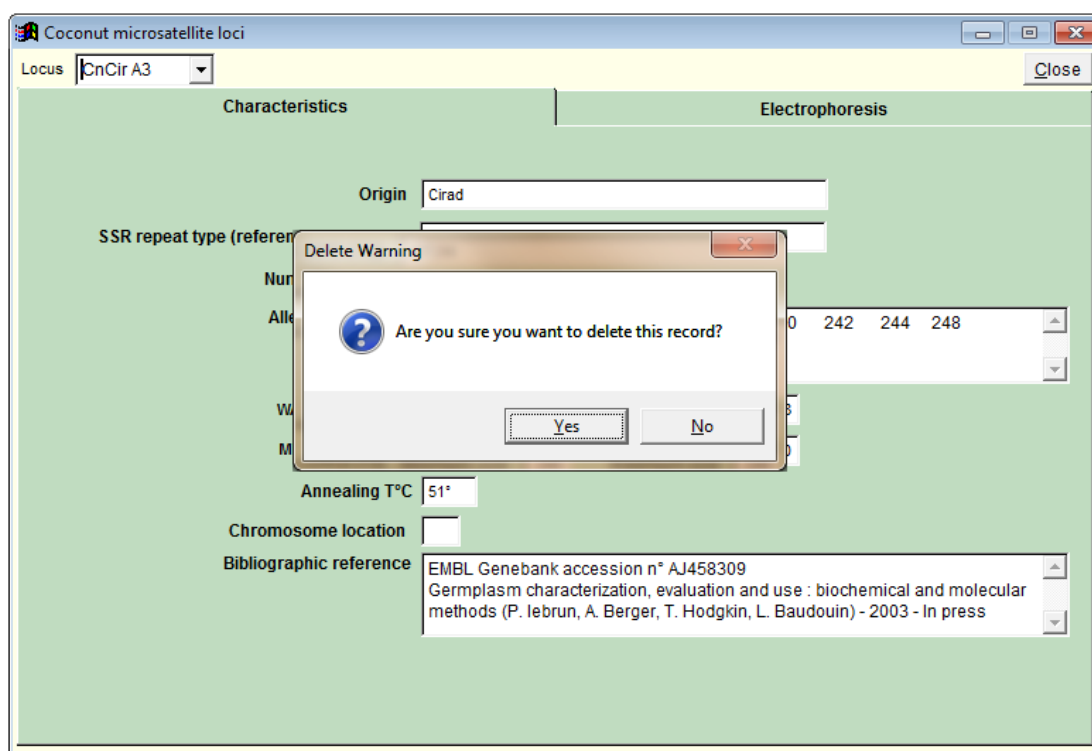 Coconut microsatellite loci
Locus CnCir A3
Close
Characteristics Electrophoresis
Origin Cirad
SSR repeat type
Delete Warning
Are you sure you want to delete this record?
242 244 248
Yes No
Annealing T°C 51°
Chromosome location
Bibliographic reference
EMBL Genebank accession n° AJ458309
Germplasm characterization, evaluation and use : biochemical and molecular
methods (P. lebrun, A. Berger, T. Hodgkin, L. Baudouin) - 2003 - In press